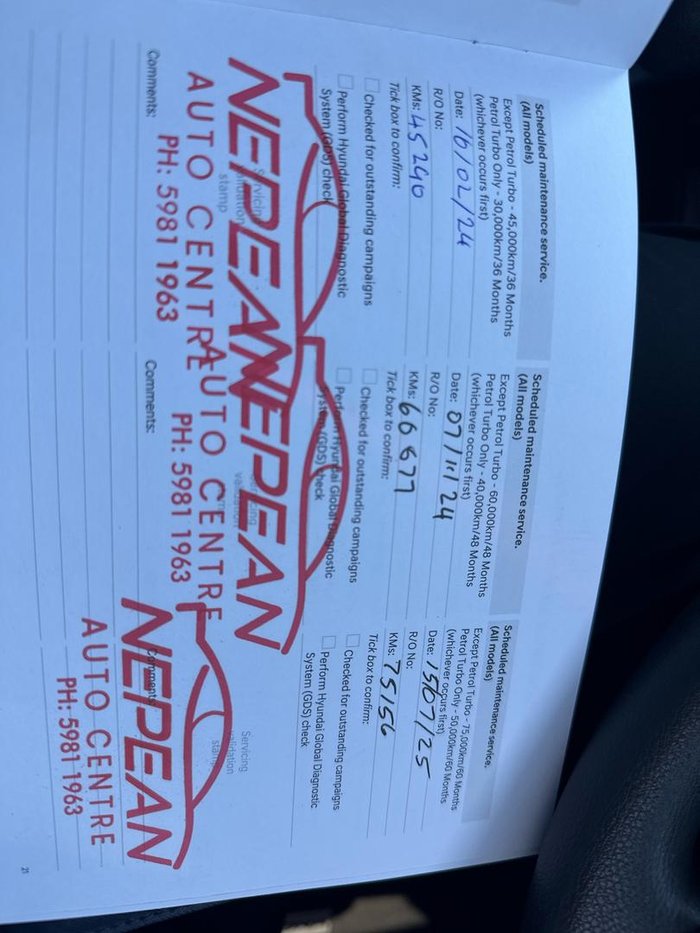 Scheduled maintenance service.
(All models)
Except Petrol Turbo - 45,000km/36 Months
Petrol Turbo Only - 30,000km/36 Months
(whichever occurs first)
Date: 16/02/24
R/O No:
KMs: 45290
Tick box to confirm:
Checked for outstanding campaigns
Perform Hyundai Global Diagnostic
System (GDS) check
Servicing
validation
stamp
NEPEAN
AUTO CENTRE
PH: 5981 1963
Comments:
Scheduled maintenance service.
(All models)
Except Petrol Turbo - 60,000km/48 Months
Petrol Turbo Only - 40,000km/48 Months
(whichever occurs first)
Date: 07/11/24
R/O No:
KMs: 66677
Tick box to confirm:
Checked for outstanding campaigns
Perform Hyundai Global Diagnostic
System (GDS) check
NEPEAN
AUTO CENTRE
PH: 5981 1963
Comments:
Scheduled maintenance service.
(All models)
Except Petrol Turbo - 75,000km/60 Months
Petrol Turbo Only - 50,000km/60 Months
(whichever occurs first)
Date: 15/07/25
R/O No:
KMs: 75156
Tick box to confirm:
Checked for outstanding campaigns
Perform Hyundai Global Diagnostic
System (GDS) check
Servicing
validation
stamp
NEPEAN
AUTO CENTRE
PH: 5981 1963
Comments:
21